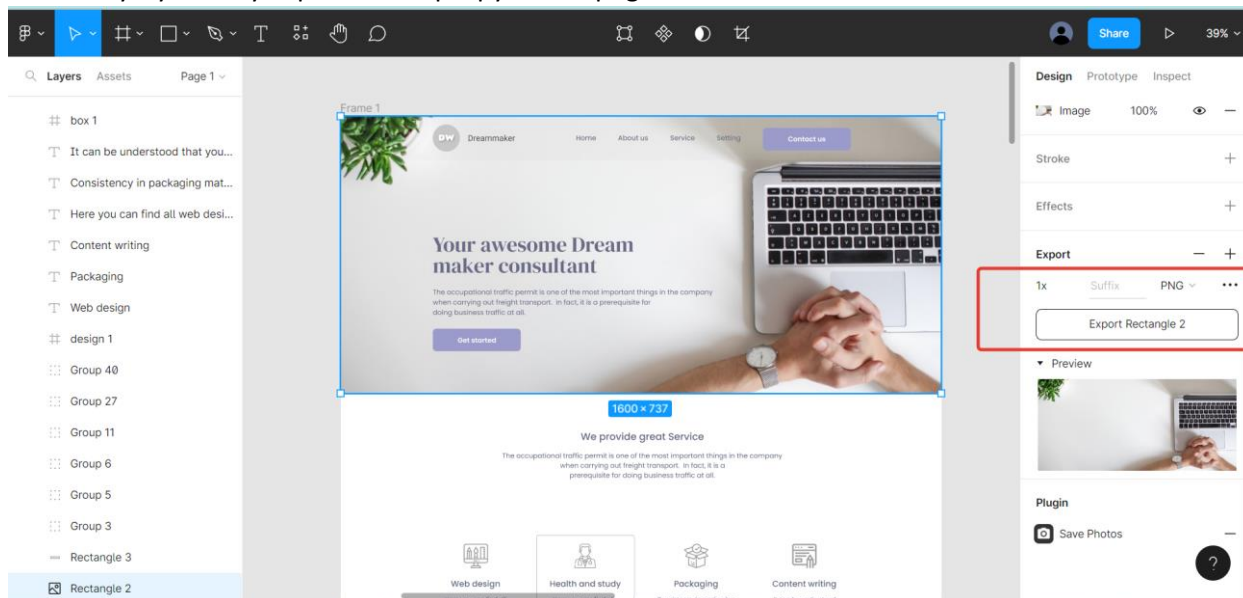 Share
39%
Layers Assets Page 1
Design Prototype Inspect
box 1
It can be understood that you...
Consistency in packaging mat...
Here you can find all web desi...
Content writing
Packaging
Web design
design 1
Group 40
Group 27
Group 11
Group 6
Group 5
Group 3
Rectangle 3
Rectangle 2
Frame 1
DW Dreammaker Home About us Service Setting Contact us
Your awesome Dream
maker consultant
The occupational traffic permit is one of the most important things in the company
when carrying out freight transport. In fact, it is a prerequisite for
doing business traffic at all.
Get started
1600 × 737
We provide great Service
The occupational traffic permit is one of the most important things in the company
when carrying out freight transport. In fact, it is a
prerequisite for doing business traffic at all.
Web design Health and study Packaging Content writing
Image 100%
Stroke
Effects
Export
1x Suffix PNG
Export Rectangle 2
Preview
Plugin
Save Photos
?